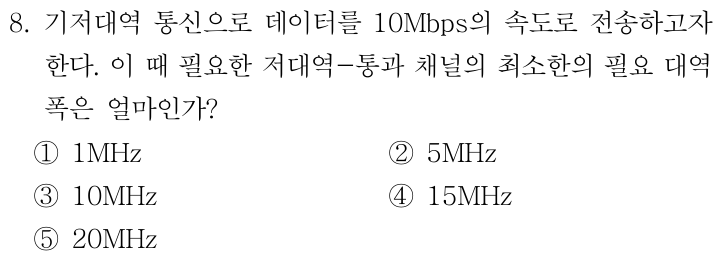 8. 기저대역 통신으로 데이터를 10Mbps의 속도로 전송하고자
한다. 이 때 필요한 저대역-통과 채널의 최소한의 필요 대역
폭은 얼마인가?
① 1MHz ② 5MHz
③ 10MHz ④ 15MHz
⑤ 20MHz